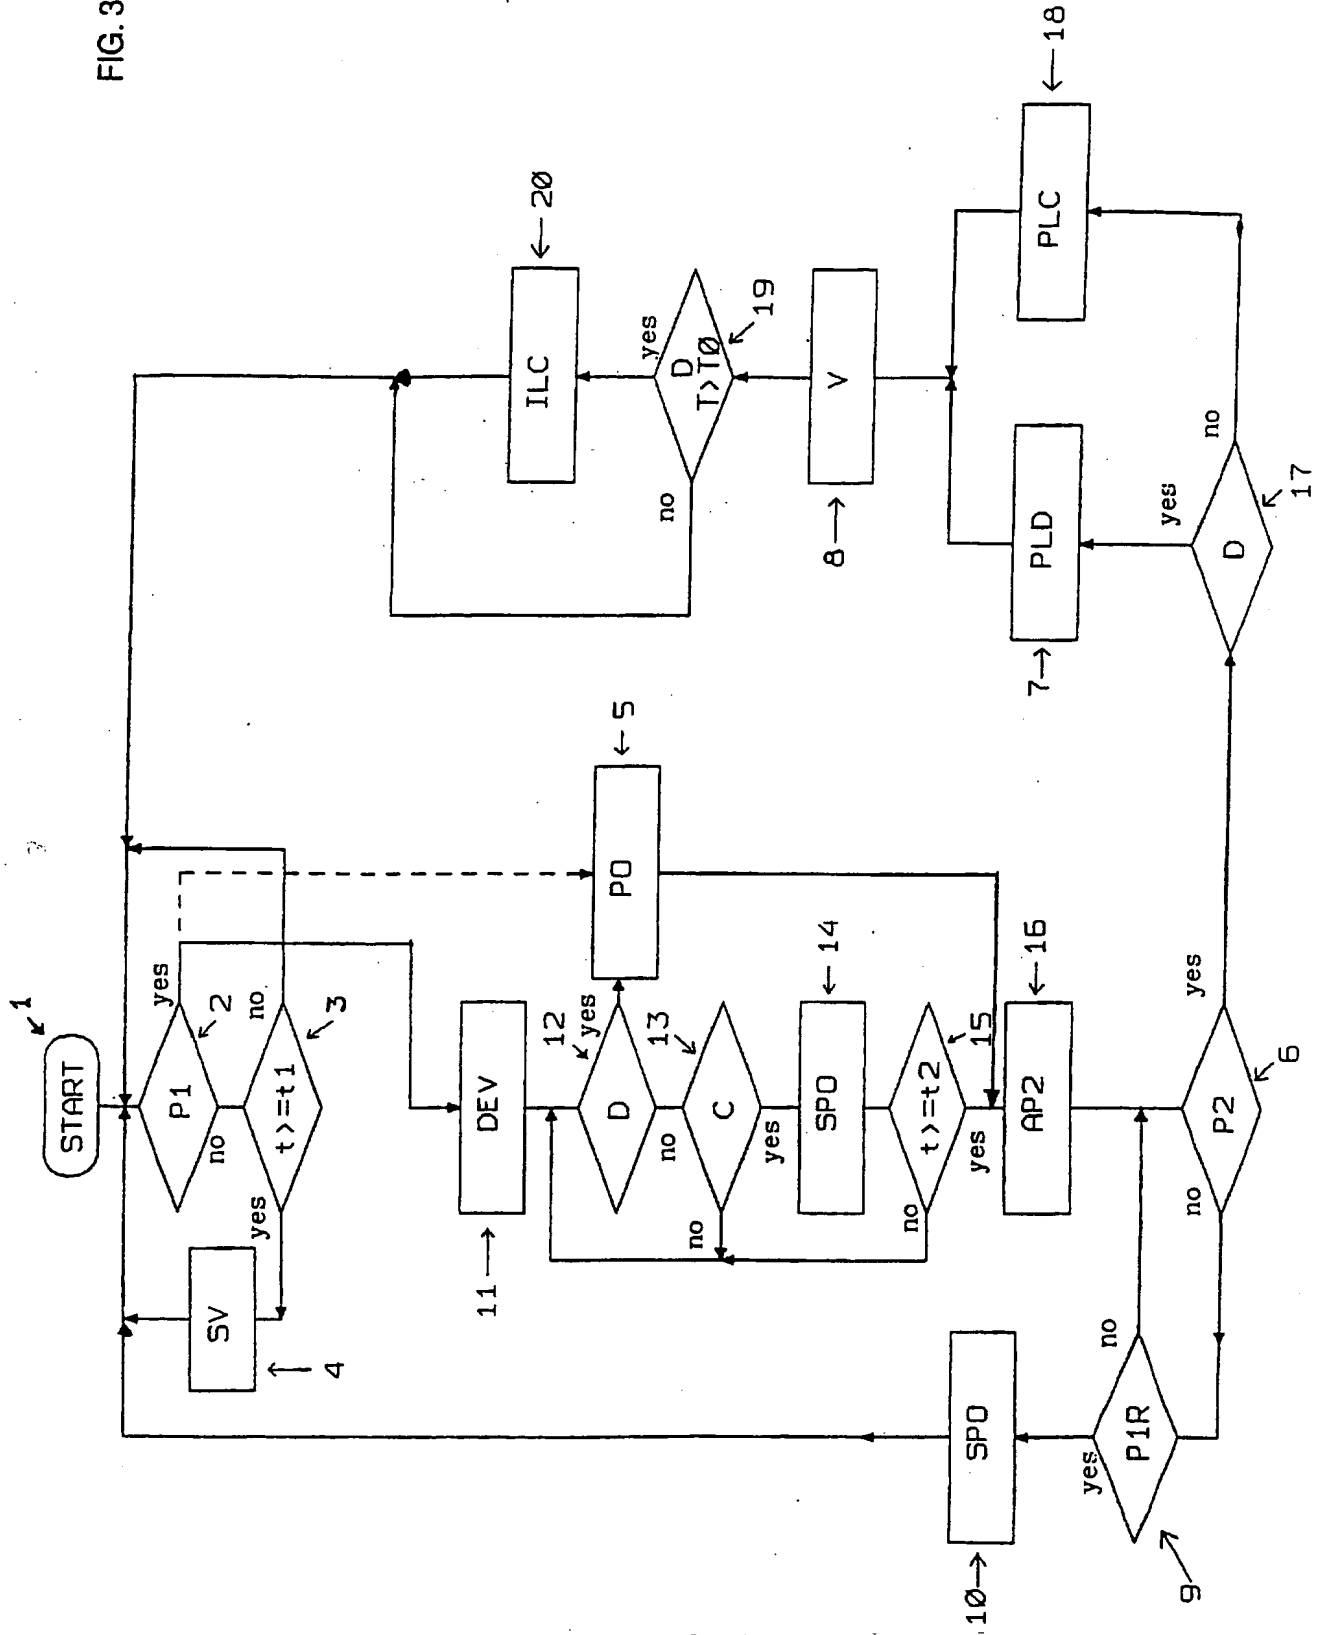 FIG. 3
1
START
P1
yes
2
no
t>=t1
no
3
yes
SV
4
DEV
11
D
12
yes
no
PO
5
C
13
no
yes
SPO
14
t>=t2
15
no
yes
AP2
16
P2
6
yes
no
P1R
9
no
yes
SPO
10
D
17
yes
no
PLD
7
PLC
18
V
8
D
T>TØ
19
yes
no
ILC
20